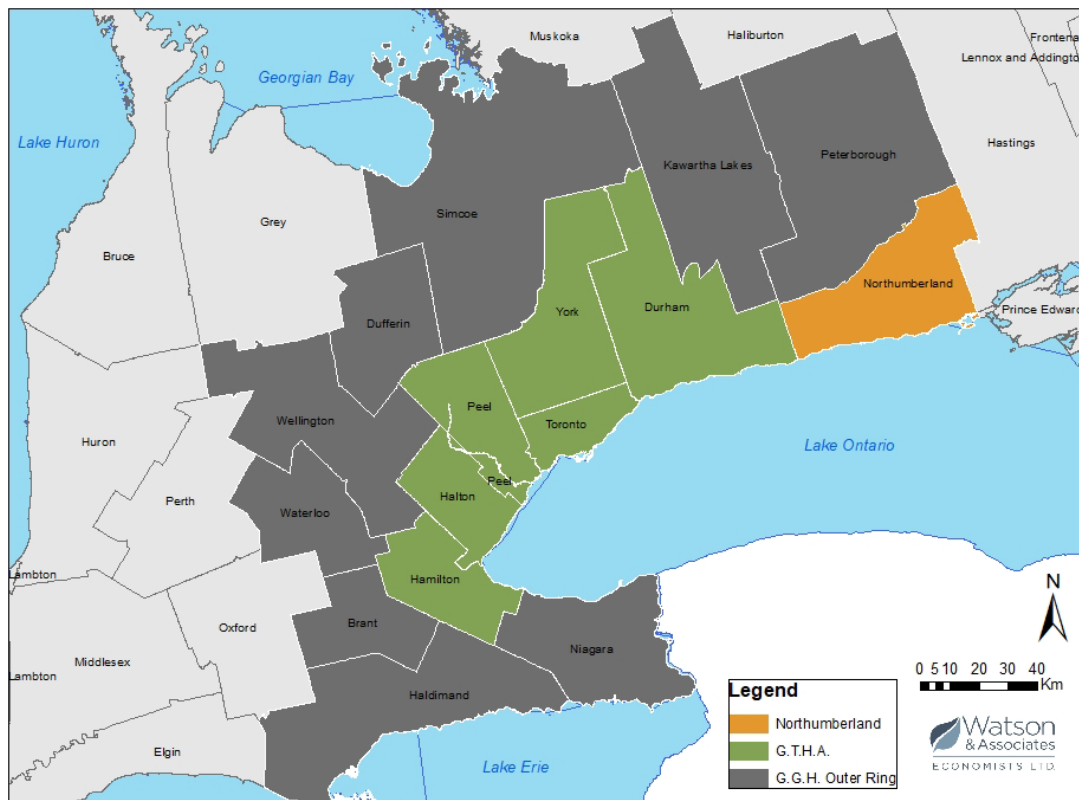 Muskoka
Haliburton
Frontenac
Lennox and Addington
Georgian Bay
Lake Huron
Hastings
Peterborough
Kawartha Lakes
Simcoe
Grey
Bruce
Northumberland
Prince Edward
York
Durham
Dufferin
Peel
Toronto
Wellington
Huron
Lake Ontario
Perth
Halton
Peel
Waterloo
Lambton
Hamilton
N
Oxford
Brant
Middlesex
Lambton
Niagara
Haldimand
0 5 10 20 30 40
Km
Elgin
Lake Erie
Legend
Northumberland
G.T.H.A.
G.G.H. Outer Ring
Watson
& Associates
ECONOMISTS LTD.